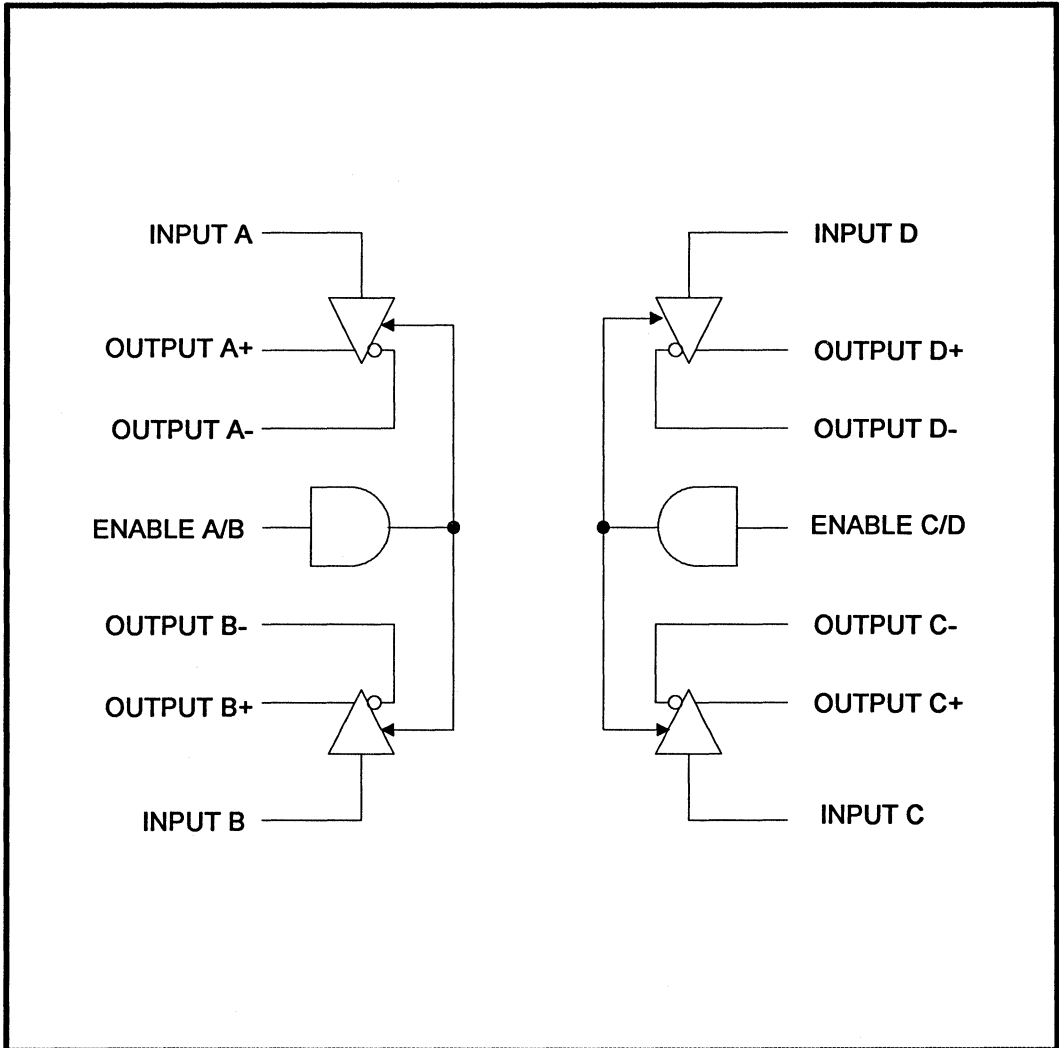 INPUT A
OUTPUT A+
OUTPUT A-
ENABLE A/B
OUTPUT B-
OUTPUT B+
INPUT B
INPUT D
OUTPUT D+
OUTPUT D-
ENABLE C/D
OUTPUT C-
OUTPUT C+
INPUT C